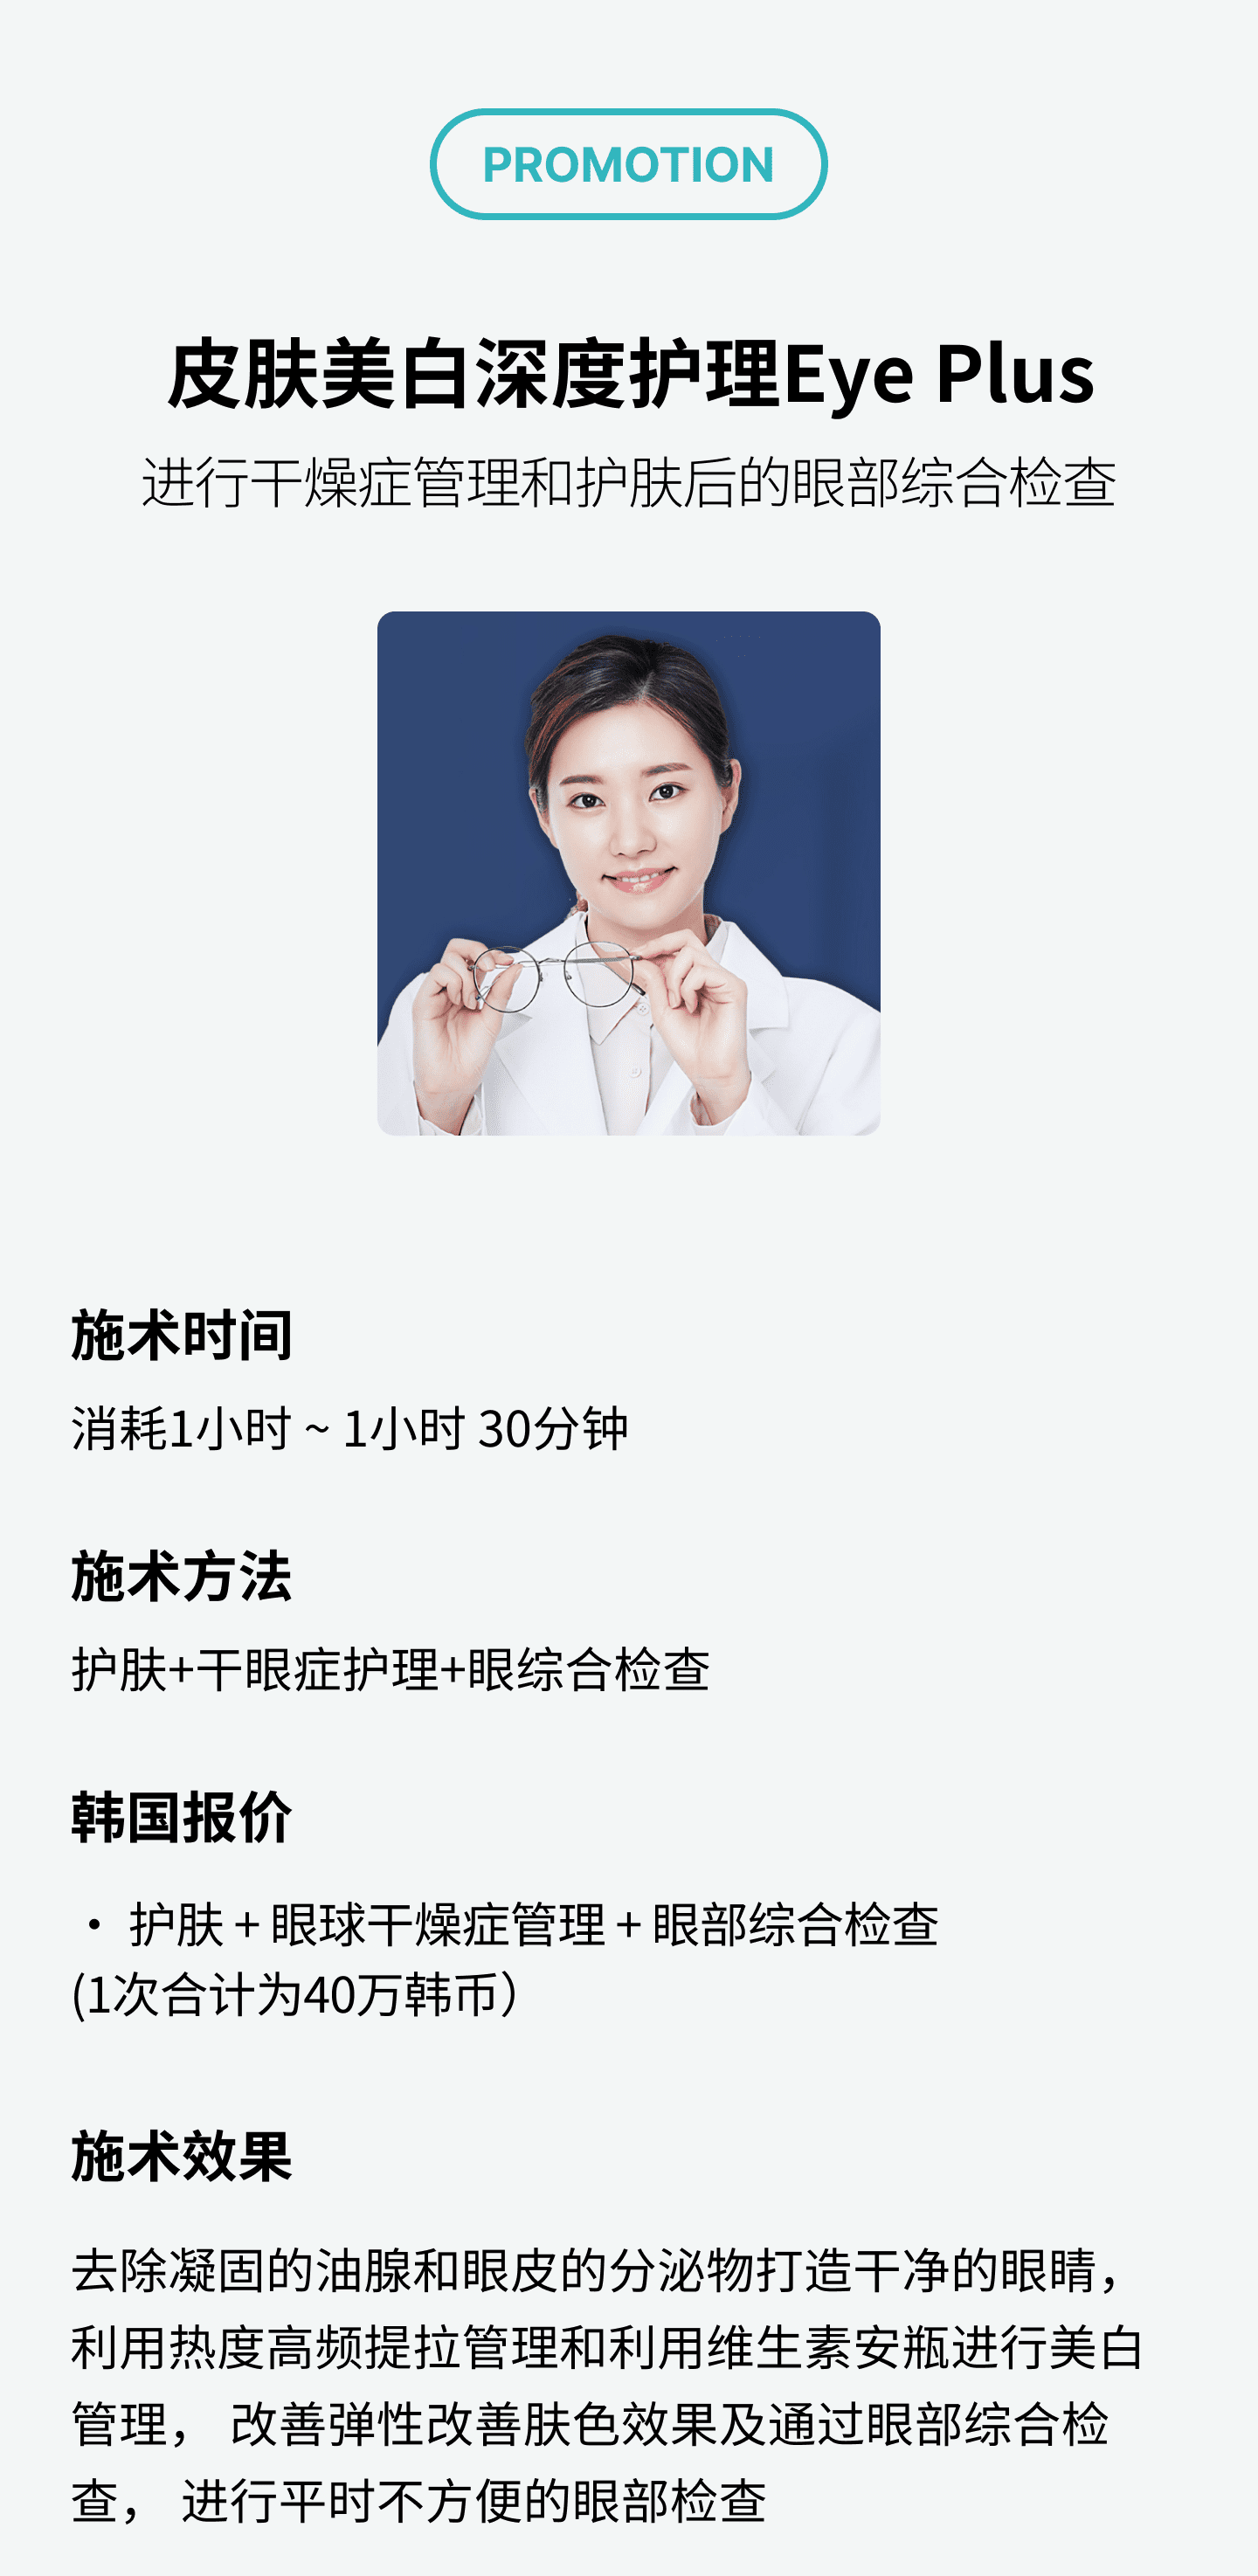 PROMOTION
皮肤美白深度护理Eye Plus
进行干燥症管理和护肤后的眼部综合检查
施术时间
消耗1小时 ~ 1小时 30分钟
施术方法
护肤+干眼症护理+眼综合检查
韩国报价
· 护肤 + 眼球干燥症管理 + 眼部综合检查
(1次合计为40万韩币）
施术效果
去除凝固的油腺和眼皮的分泌物打造干净的眼睛，
利用热度高频提拉管理和利用维生素安瓶进行美白
管理， 改善弹性改善肤色效果及通过眼部综合检
查， 进行平时不方便的眼部检查